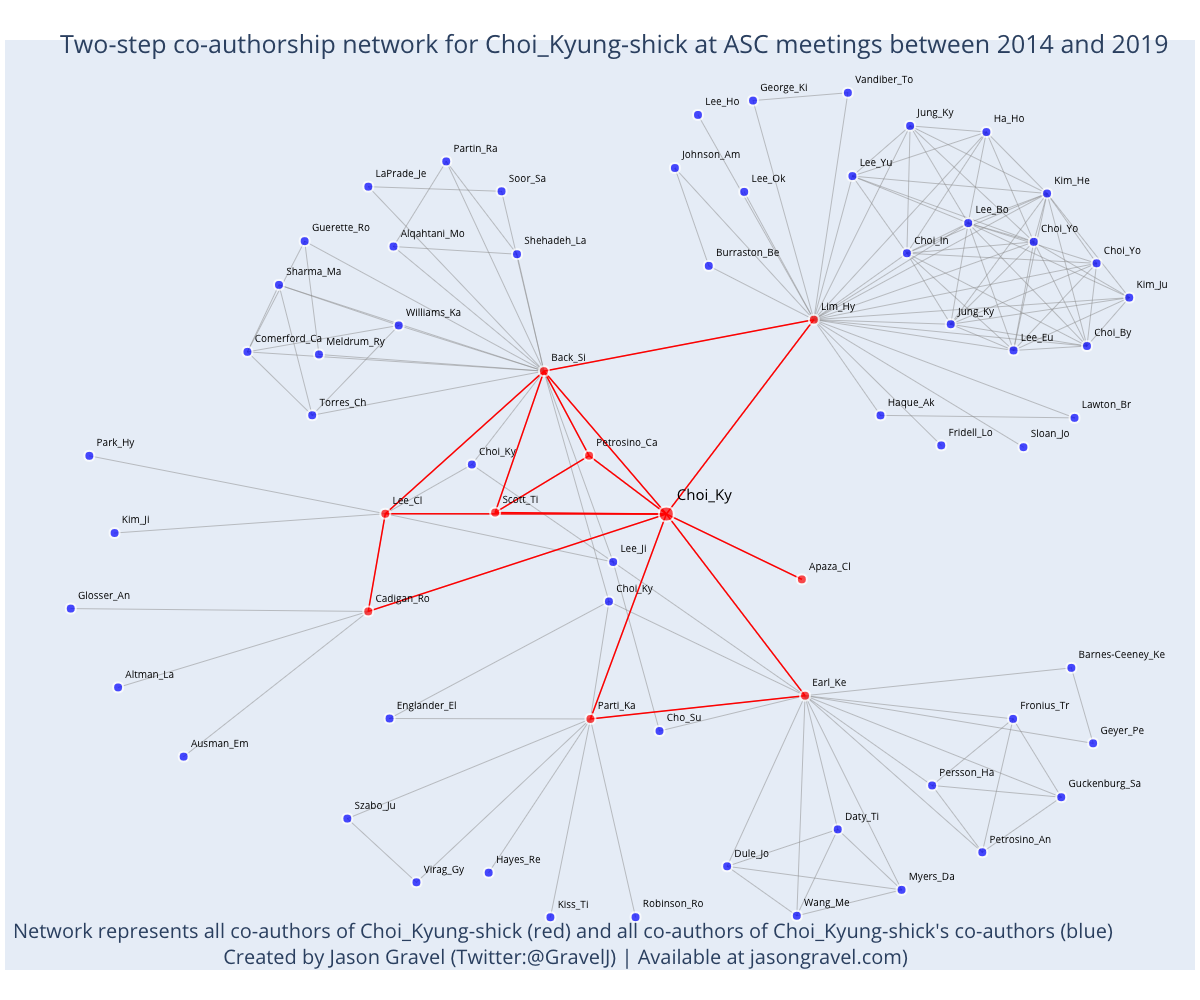 Two-step co-authorship network for Choi_Kyung-shick at ASC meetings between 2014 and 2019
Vandiber_To
George_Ki
Lee_Ho
Jung_Ky
Ha_Ho
Partin_Ra
Johnson_Am
Lee_Yu
LaPrade_Je
Soor_Sa
Lee_Ok
Kim_He
Lee_Bo
Guerette_Ro
Alqahtani_Mo
Shehadeh_La
Choi_In
Choi_Yo
Burraston_Be
Choi_Yo
Sharma_Ma
Kim_Ju
Williams_Ka
Lim_Hy
Jung_Ky
Comerford_Ca
Meldrum_Ry
Lee_Eu
Choi_By
Back_Si
Torres_Ch
Haque_Ak
Lawton_Br
Park_Hy
Choi_Ky
Petrosino_Ca
Fridell_Lo
Sloan_Jo
Lee_Cl
Scott_Ti
Choi_Ky
Kim_Ji
Lee_Ji
Apaza_Cl
Glosser_An
Cadigan_Ro
Choi_Ky
Altman_La
Barnes-Ceeney_Ke
Earl_Ke
Englander_El
Parti_Ka
Cho_Su
Fronius_Tr
Geyer_Pe
Ausman_Em
Persson_Ha
Guckenburg_Sa
Szabo_Ju
Daty_Ti
Petrosino_An
Virag_Gy
Hayes_Re
Dule_Jo
Myers_Da
Kiss_Ti
Robinson_Ro
Wang_Me
Network represents all co-authors of Choi_Kyung-shick (red) and all co-authors of Choi_Kyung-shick's co-authors (blue)
Created by Jason Gravel (Twitter:@GravelJ) | Available at jasongravel.com)